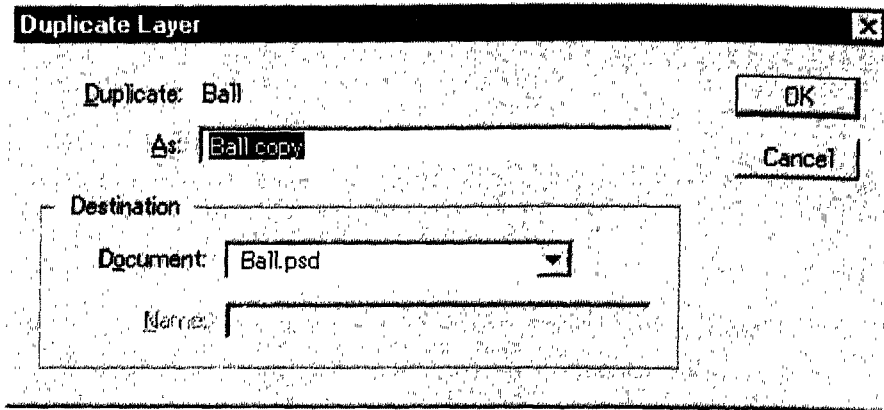 Duplicate Layer
Duplicate: Ball
OK
As: Ball copy
Cancel
Destination
Document: Ball.psd
Name: